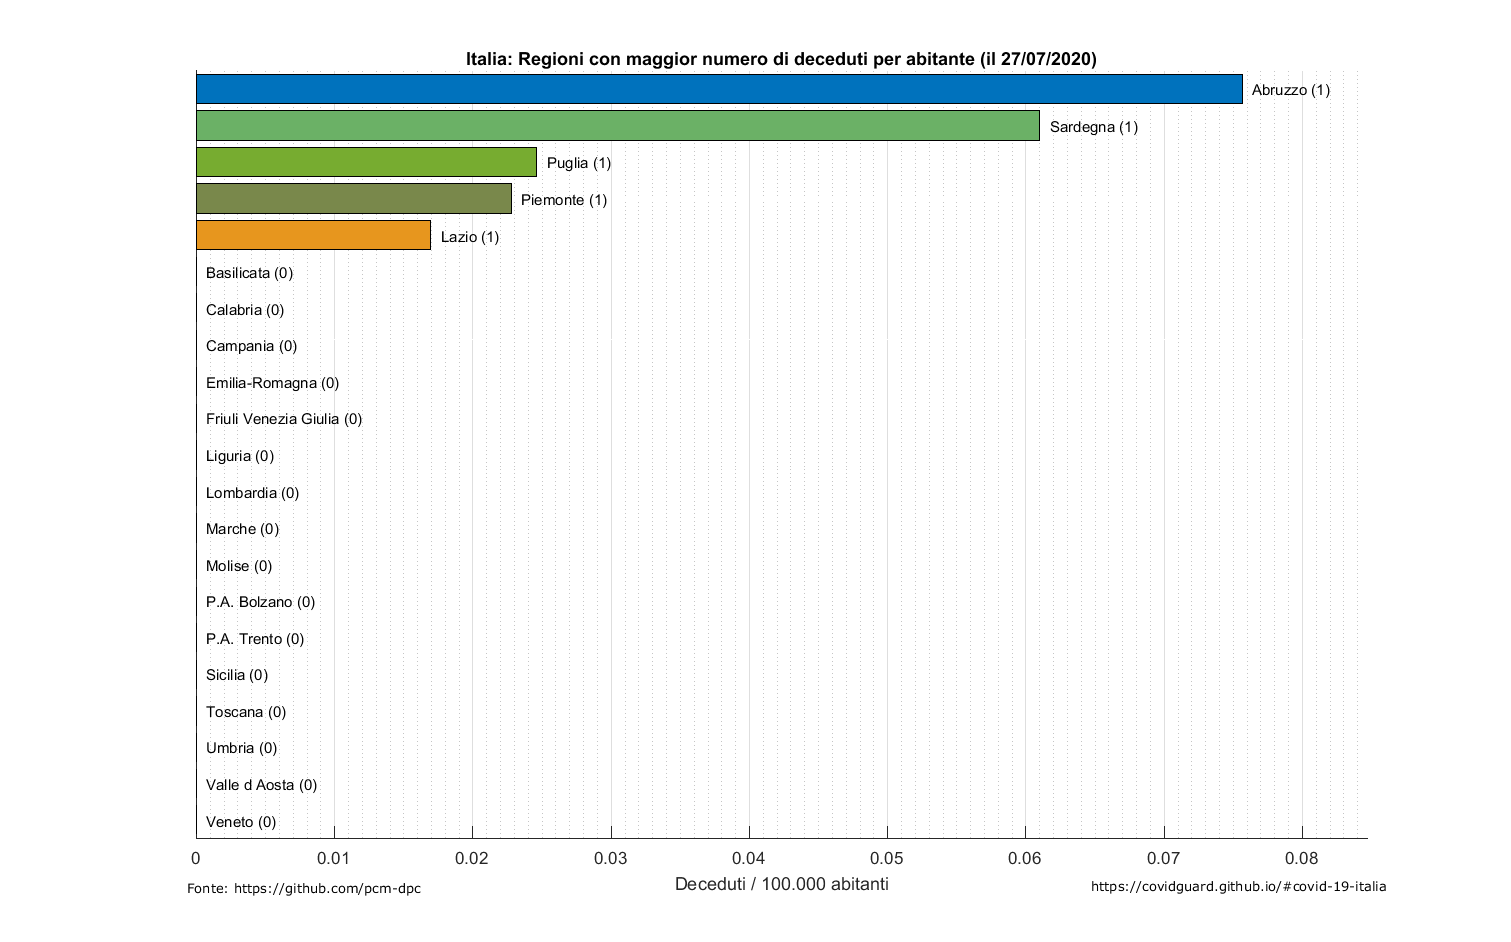 Italia: Regioni con maggior numero di deceduti per abitante (il 27/07/2020)
Abruzzo (1)
Sardegna (1)
Puglia (1)
Piemonte (1)
Lazio (1)
Basilicata (0)
Calabria (0)
Campania (0)
Emilia-Romagna (0)
Friuli Venezia Giulia (0)
Liguria (0)
Lombardia (0)
Marche (0)
Molise (0)
P.A. Bolzano (0)
P.A. Trento (0)
Sicilia (0)
Toscana (0)
Umbria (0)
Valle d Aosta (0)
Veneto (0)
0 0.01 0.02 0.03 0.04 0.05 0.06 0.07 0.08
Deceduti / 100.000 abitanti
Fonte: https://github.com/pcm-dpc
https://covidguard.github.io/#covid-19-italia